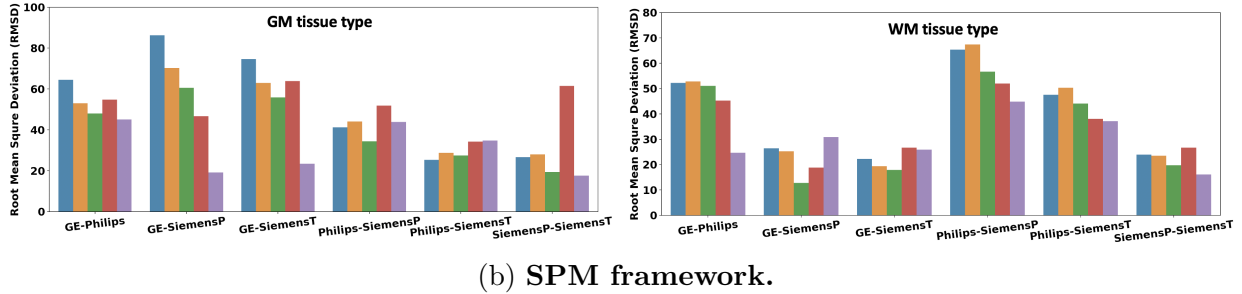 GM tissue type
Root Mean Squre Deviation (RMSD)
100
80
60
40
20
0
GE-Philips GE-SiemensP GE-SiemensT Philips-SiemensP Philips-SiemensT SiemensP-SiemensT
WM tissue type
Root Mean Squre Deviation (RMSD)
80
70
60
50
40
30
20
10
0
GE-Philips GE-SiemensP GE-SiemensT Philips-SiemensP Philips-SiemensT SiemensP-SiemensT
(b) SPM framework.